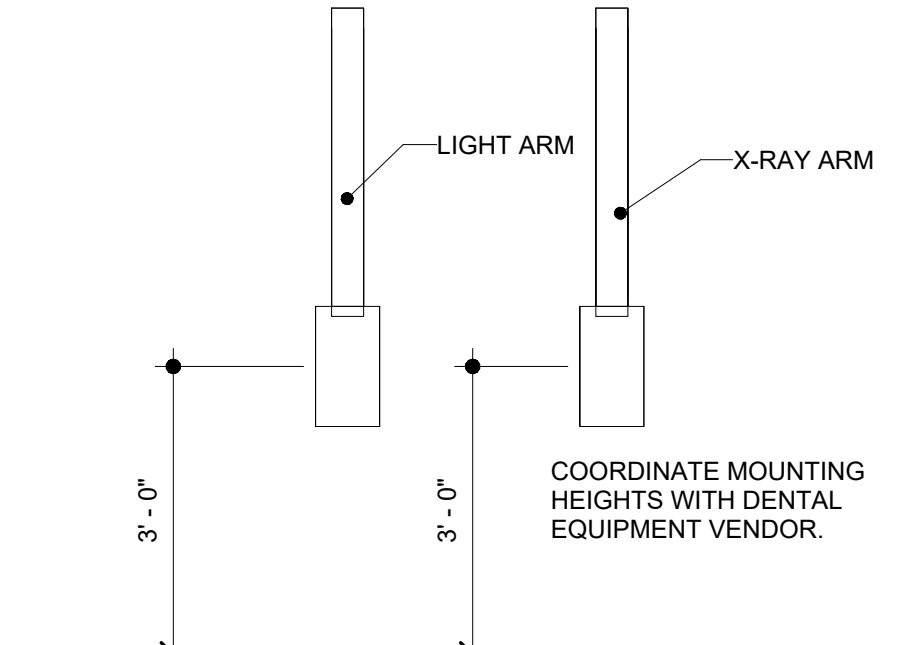 LIGHT ARM
X-RAY ARM
3' - 0"
3' - 0"
COORDINATE MOUNTING
HEIGHTS WITH DENTAL
EQUIPMENT VENDOR.